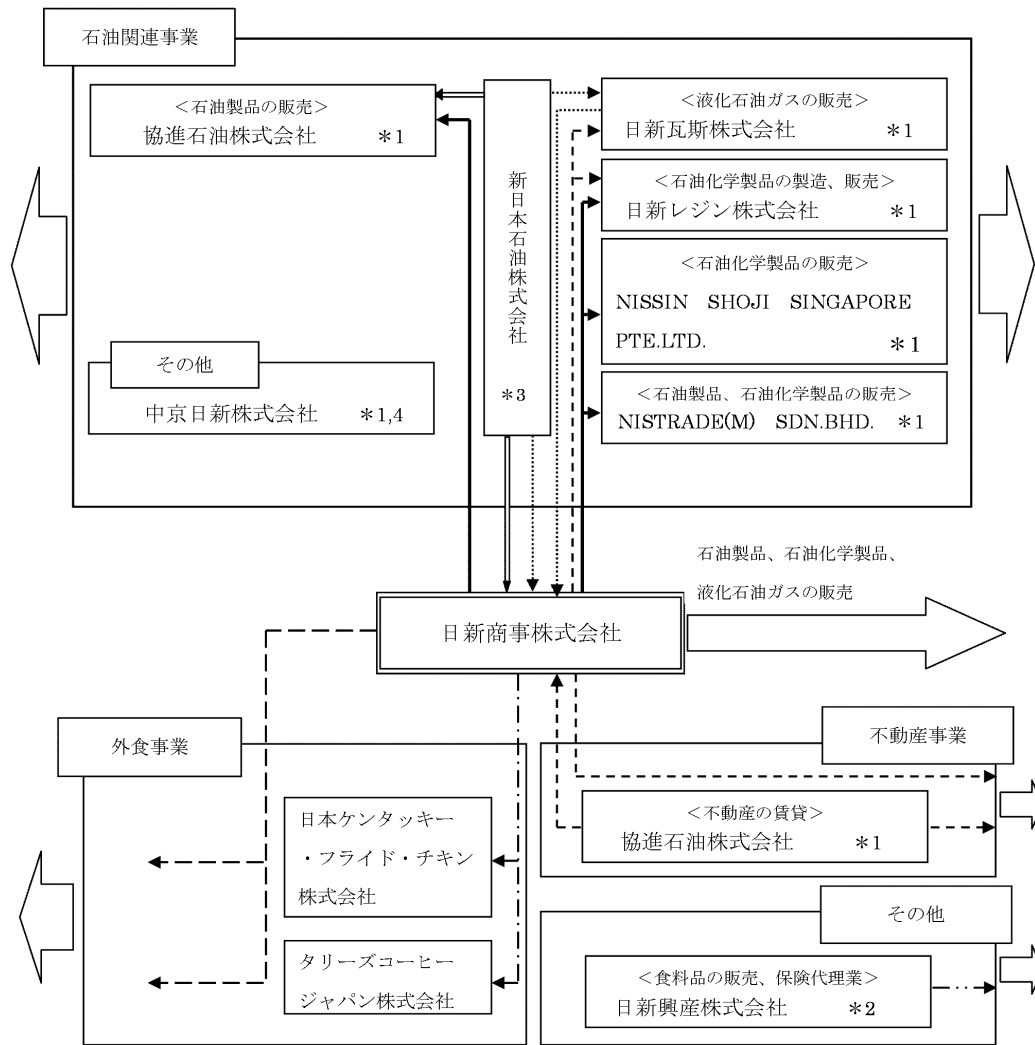 石油関連事業
＜石油製品の販売＞
協進石油株式会社　＊1
新日本石油株式会社
＊3
＜液化石油ガスの販売＞
日新瓦斯株式会社　＊1
＜石油化学製品の製造、販売＞
日新レジン株式会社　＊1
＜石油化学製品の販売＞
NISSIN SHOJI SINGAPORE
PTE.LTD.　＊1
＜石油製品、石油化学製品の販売＞
NISTRADE(M) SDN.BHD.　＊1
その他
中京日新株式会社　＊1,4
石油製品、石油化学製品、
液化石油ガスの販売
日新商事株式会社
外食事業
日本ケンタッキー
・フライド・チキン
株式会社
タリーズコーヒー
ジャパン株式会社
不動産事業
＜不動産の賃貸＞
協進石油株式会社　＊1
その他
＜食料品の販売、保険代理業＞
日新興産株式会社　＊2